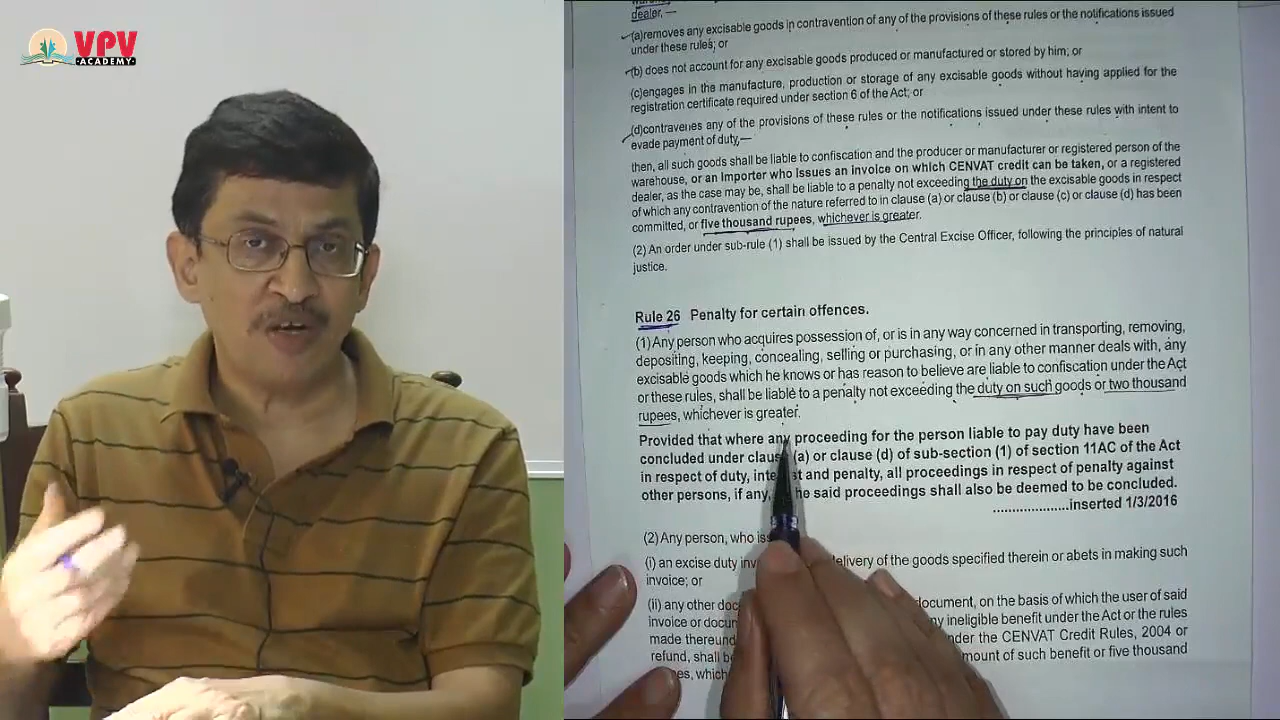 VPV
ACADEMY
dealer, —
(a)removes any excisable goods in contravention of any of the provisions of these rules or the notifications issued
under these rules; or
(b) does not account for any excisable goods produced or manufactured or stored by him; or
(c)engages in the manufacture, production or storage of any excisable goods without having applied for the
registration certificate required under section 6 of the Act; or
(d)contravenes any of the provisions of these rules or the notifications issued under these rules with intent to
evade payment of duty,—
then, all such goods shall be liable to confiscation and the producer or manufacturer or registered person of the
warehouse, or an Importer who Issues an invoice on which CENVAT credit can be taken, or a registered
dealer, as the case may be, shall be liable to a penalty not exceeding the duty on the excisable goods in respect
of which any contravention of the nature referred to in clause (a) or clause (b) or clause (c) or clause (d) has been
committed, or five thousand rupees, whichever is greater.
(2) An order under sub-rule (1) shall be issued by the Central Excise Officer, following the principles of natural
justice.
Rule 26 Penalty for certain offences.
(1)Any person who acquires possession of, or is in any way concerned in transporting, removing,
depositing, keeping, concealing, selling or purchasing, or in any other manner deals with, any
excisable goods which he knows or has reason to believe are liable to confiscation under the Act
or these rules, shall be liable to a penalty not exceeding the duty on such goods or two thousand
rupees, whichever is greater.
Provided that where any proceeding for the person liable to pay duty have been
concluded under clause (a) or clause (d) of sub-section (1) of section 11AC of the Act
in respect of duty, interest and penalty, all proceedings in respect of penalty against
other persons, if any, he said proceedings shall also be deemed to be concluded.
....................inserted 1/3/2016
(2) Any person, who
(i) an excise duty delivery of the goods specified therein or abets in making such
invoice; or
(ii) any other document, on the basis of which the user of said
invoice or ineligible benefit under the Act or the rules
made the CENVAT Credit Rules, 2004 or
refund, shall amount of such benefit or five thousand